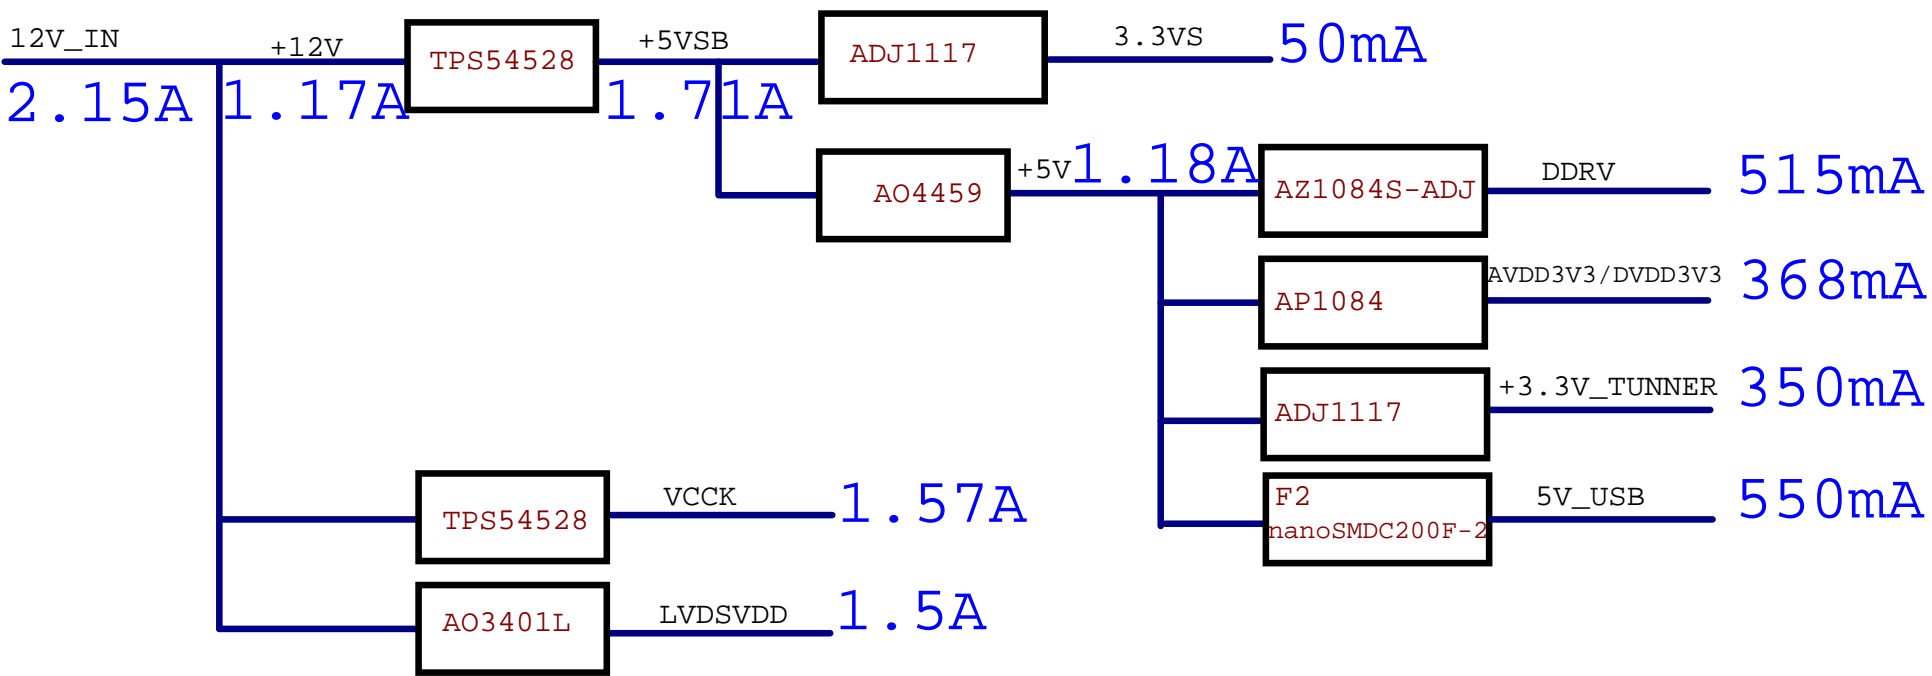 12V_IN
2.15A
+12V
1.17A
TPS54528
+5VSB
1.71A
ADJ1117
3.3VS
50mA
AO4459
+5V
1.18A
AZ1084S-ADJ
DDRV
515mA
AP1084
AVDD3V3/DVDD3V3
368mA
ADJ1117
+3.3V_TUNNER
350mA
F2
nanoSMDC200F-2
5V_USB
550mA
TPS54528
VCCK
1.57A
AO3401L
LVDSVDD
1.5A